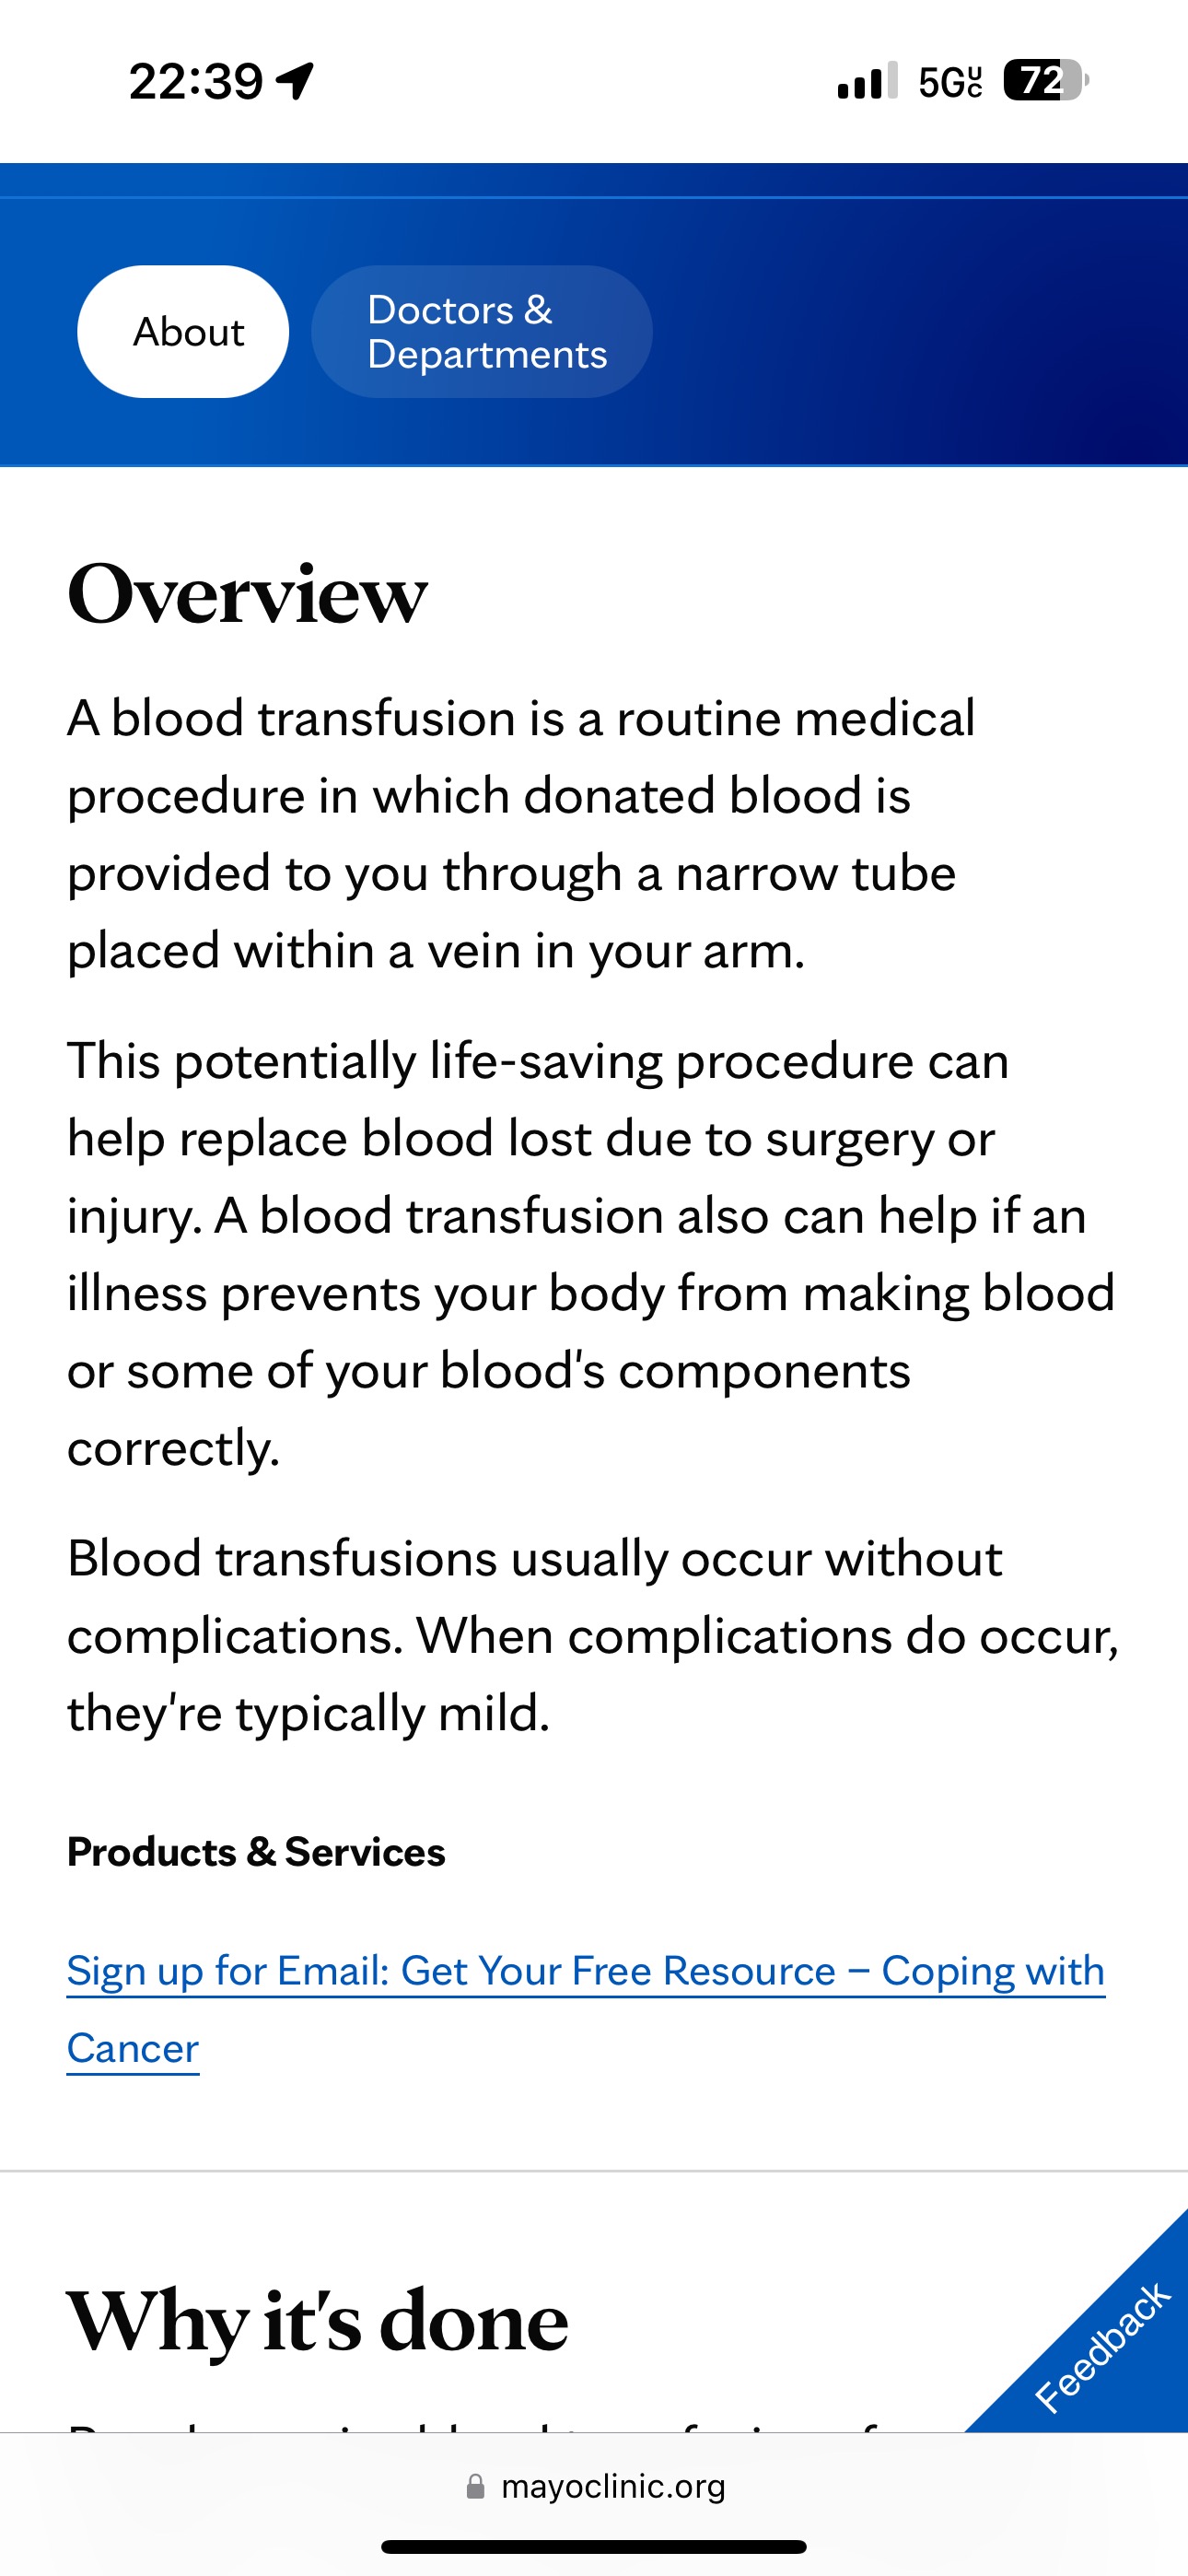 22:39
5G UC 72
About
Doctors &
Departments
Overview
A blood transfusion is a routine medical
procedure in which donated blood is
provided to you through a narrow tube
placed within a vein in your arm.
This potentially life-saving procedure can
help replace blood lost due to surgery or
injury. A blood transfusion also can help if an
illness prevents your body from making blood
or some of your blood's components
correctly.
Blood transfusions usually occur without
complications. When complications do occur,
they're typically mild.
Products & Services
Sign up for Email: Get Your Free Resource – Coping with
Cancer
Why it's done
Feedback
mayoclinic.org